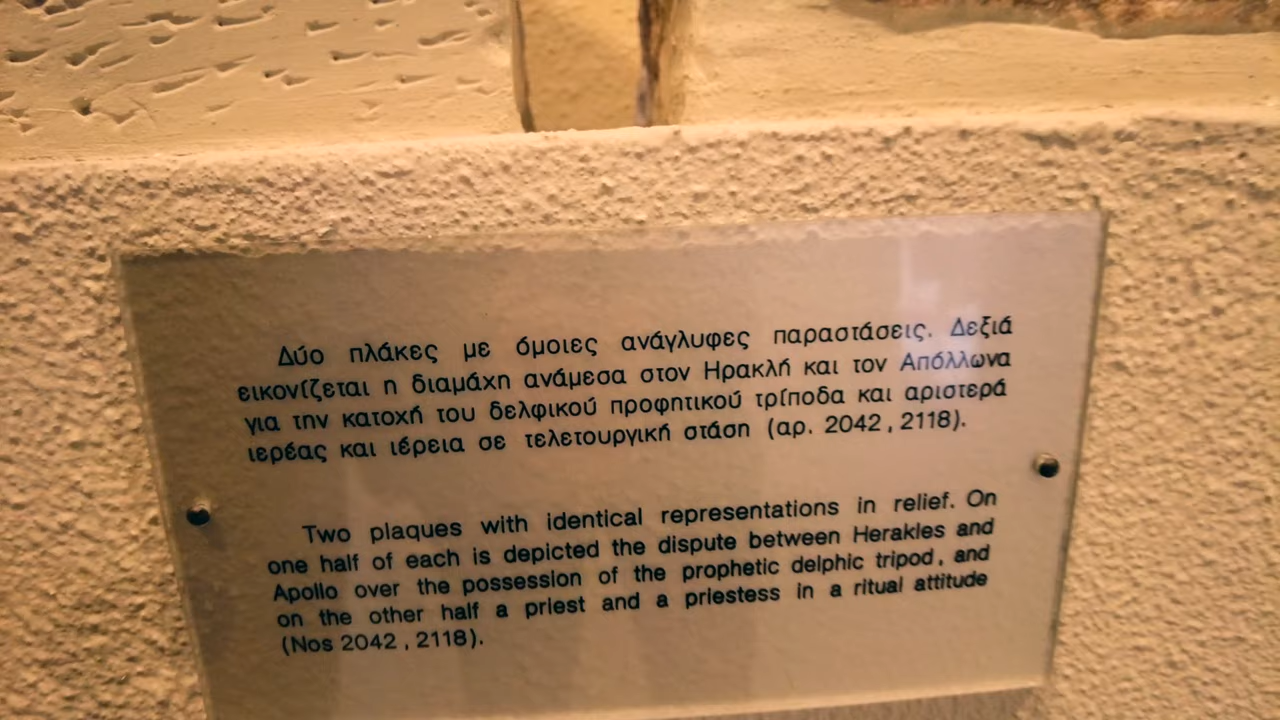 Δύο πλάκες με όμοιες ανάγλυφες παραστάσεις. Δεξιά
εικονίζεται η διαμάχη ανάμεσα στον Ηρακλή και τον Απόλλωνα
για την κατοχή του δελφικού προφητικού τρίποδα και αριστερά
ιερέας και ιέρεια σε τελετουργική στάση (αρ. 2042 , 2118).
Two plaques with identical representations in relief. On
one half of each is depicted the dispute between Herakles and
Apollo over the possession of the prophetic delphic tripod , and
on the other half a priest and a priestess in a ritual attitude
(Nos 2042 , 2118).